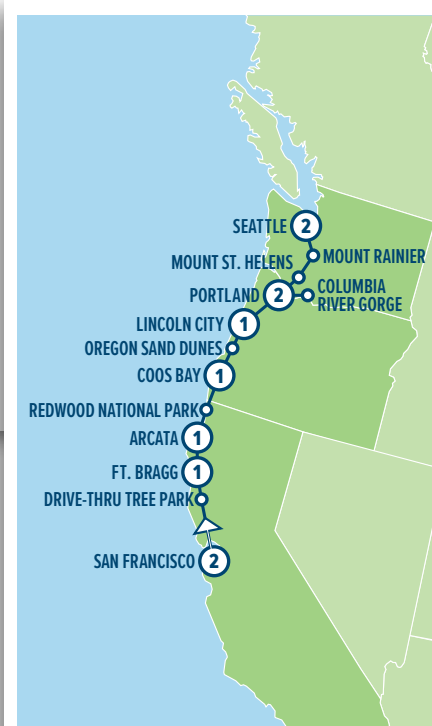 SEATTLE 2
MOUNT RAINIER
MOUNT ST. HELENS
PORTLAND 2
COLUMBIA
RIVER GORGE
LINCOLN CITY 1
OREGON SAND DUNES
COOS BAY 1
REDWOOD NATIONAL PARK
ARCATA 1
FT. BRAGG 1
DRIVE-THRU TREE PARK
SAN FRANCISCO 2